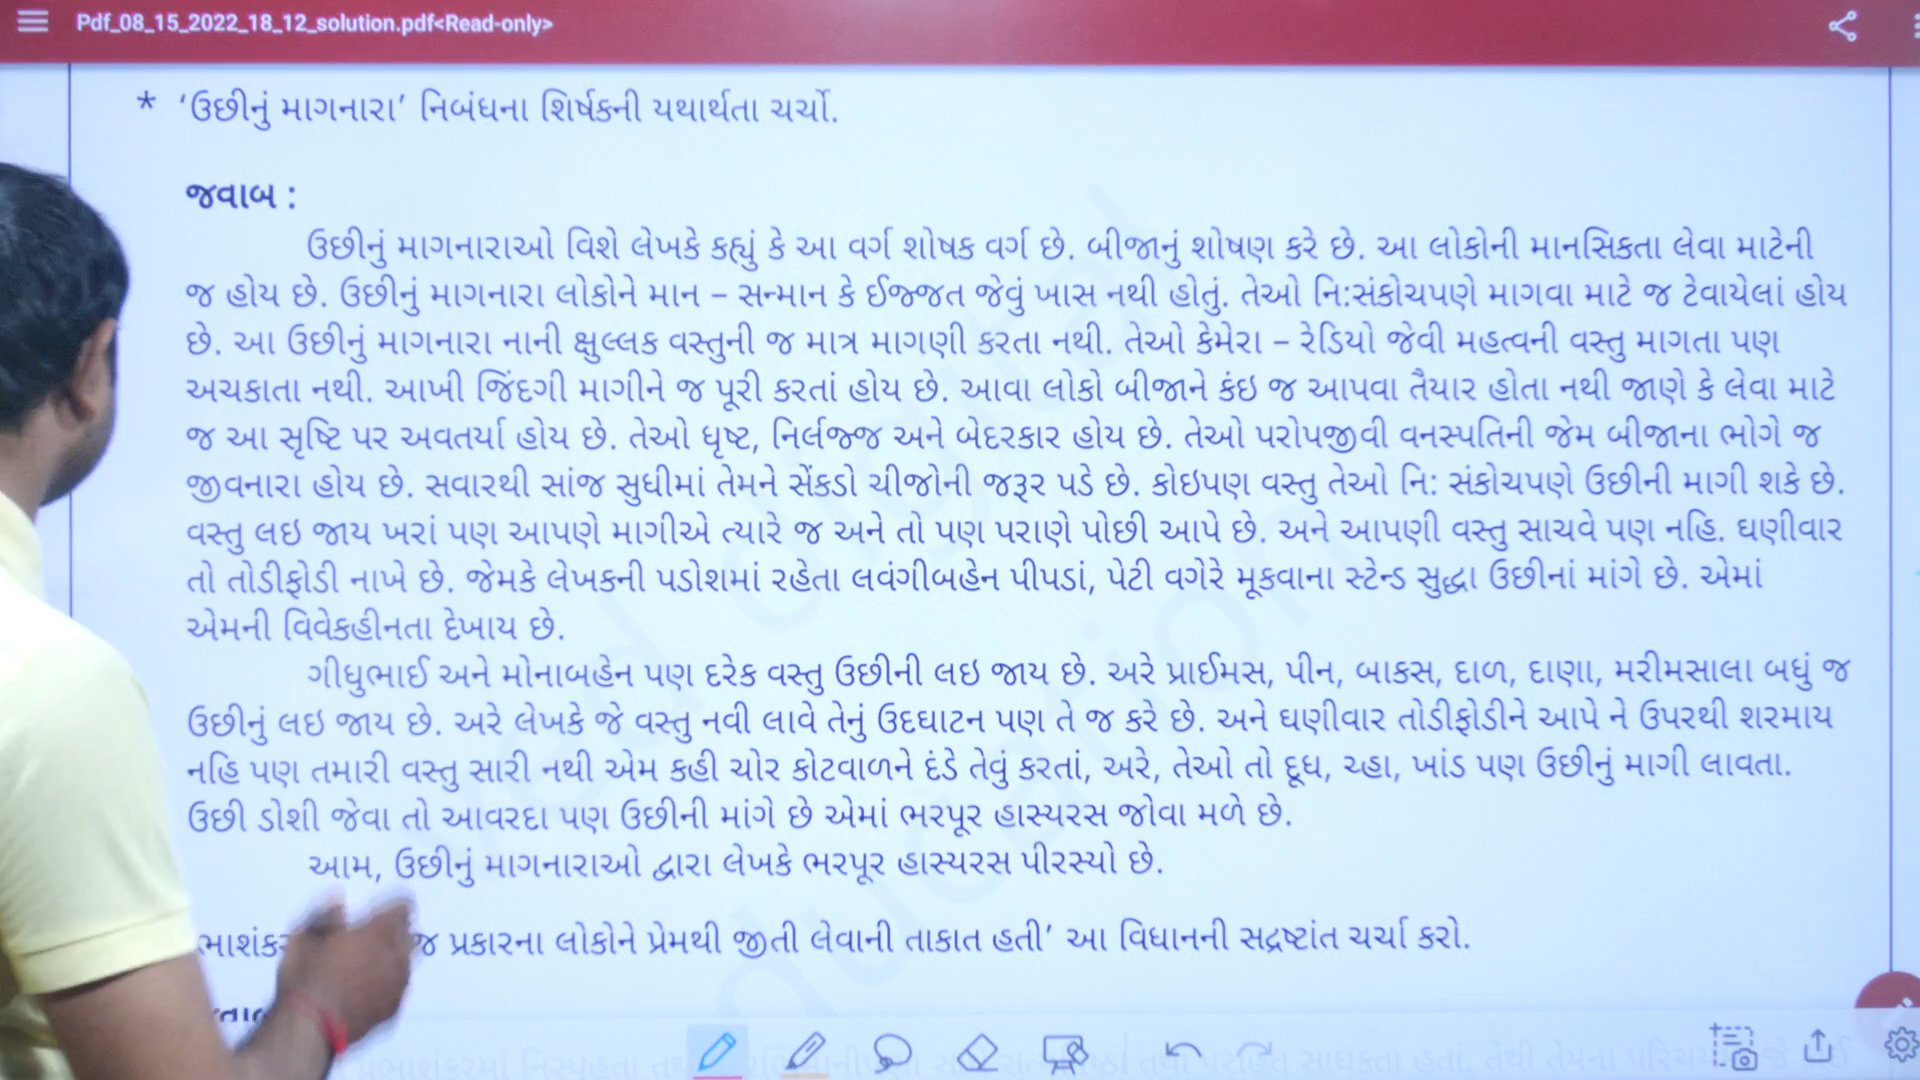 Pdf_08_15_2022_18_12_solution.pdf<Read-only>
* 'ઉછીનું માગનારા' નિબંધના શિર્ષકની યથાર્થતા ચર્ચો.
જવાબ :
ઉછીનું માગનારાઓ વિશે લેખકે કહ્યું કે આ વર્ગ શોષક વર્ગ છે. બીજાનું શોષણ કરે છે. આ લોકોની માનસિકતા લેવા માટેની
જ હોય છે. ઉછીનું માગનારા લોકોને માન – સન્માન કે ઈજ્જત જેવું ખાસ નથી હોતું. તેઓ નિ:સંકોચપણે માગવા માટે જ ટેવાયેલાં હોય
છે. આ ઉછીનું માગનારા નાની ક્ષુલ્લક વસ્તુની જ માત્ર માગણી કરતા નથી. તેઓ કેમેરા – રેડિયો જેવી મહત્વની વસ્તુ માગતા પણ
અચકાતા નથી. આખી જિંદગી માગીને જ પૂરી કરતાં હોય છે. આવા લોકો બીજાને કંઇ જ આપવા તૈયાર હોતા નથી જાણે કે લેવા માટે
જ આ સૃષ્ટિ પર અવતર્યા હોય છે. તેઓ ધૃષ્ટ, નિર્લજ્જ અને બેદરકાર હોય છે. તેઓ પરોપજીવી વનસ્પતિની જેમ બીજાના ભોગે જ
જીવનારા હોય છે. સવારથી સાંજ સુધીમાં તેમને સેંકડો ચીજોની જરૂર પડે છે. કોઇપણ વસ્તુ તેઓ નિ: સંકોચપણે ઉછીની માગી શકે છે.
વસ્તુ લઇ જાય ખરાં પણ આપણે માગીએ ત્યારે જ અને તો પણ પરાણે પોછી આપે છે. અને આપણી વસ્તુ સાચવે પણ નહિ. ઘણીવાર
તો તોડીફોડી નાખે છે. જેમકે લેખકની પડોશમાં રહેતા લવંગીબહેન પીપડાં, પેટી વગેરે મૂકવાના સ્ટેન્ડ સુદ્ધા ઉછીનાં માંગે છે. એમાં
એમની વિવેકહીનતા દેખાય છે.
ગીધુભાઈ અને મોનાબહેન પણ દરેક વસ્તુ ઉછીની લઇ જાય છે. અરે પ્રાઈમસ, પીન, બાકસ, દાળ, દાણા, મરીમસાલા બધું જ
ઉછીનું લઇ જાય છે. અરે લેખકે જે વસ્તુ નવી લાવે તેનું ઉદઘાટન પણ તે જ કરે છે. અને ઘણીવાર તોડીફોડીને આપે ને ઉપરથી શરમાય
નહિ પણ તમારી વસ્તુ સારી નથી એમ કહી ચોર કોટવાળને દંડે તેવું કરતાં, અરે, તેઓ તો દૂધ, ચ્હા, ખાંડ પણ ઉછીનું માગી લાવતા.
ઉછી ડોશી જેવા તો આવરદા પણ ઉછીની માંગે છે એમાં ભરપૂર હાસ્યરસ જોવા મળે છે.
આમ, ઉછીનું માગનારાઓ દ્વારા લેખકે ભરપૂર હાસ્યરસ પીરસ્યો છે.
જ પ્રકારના લોકોને પ્રેમથી જીતી લેવાની તાકાત હતી' આ વિધાનની સદ્રષ્ટાંત ચર્ચા કરો.